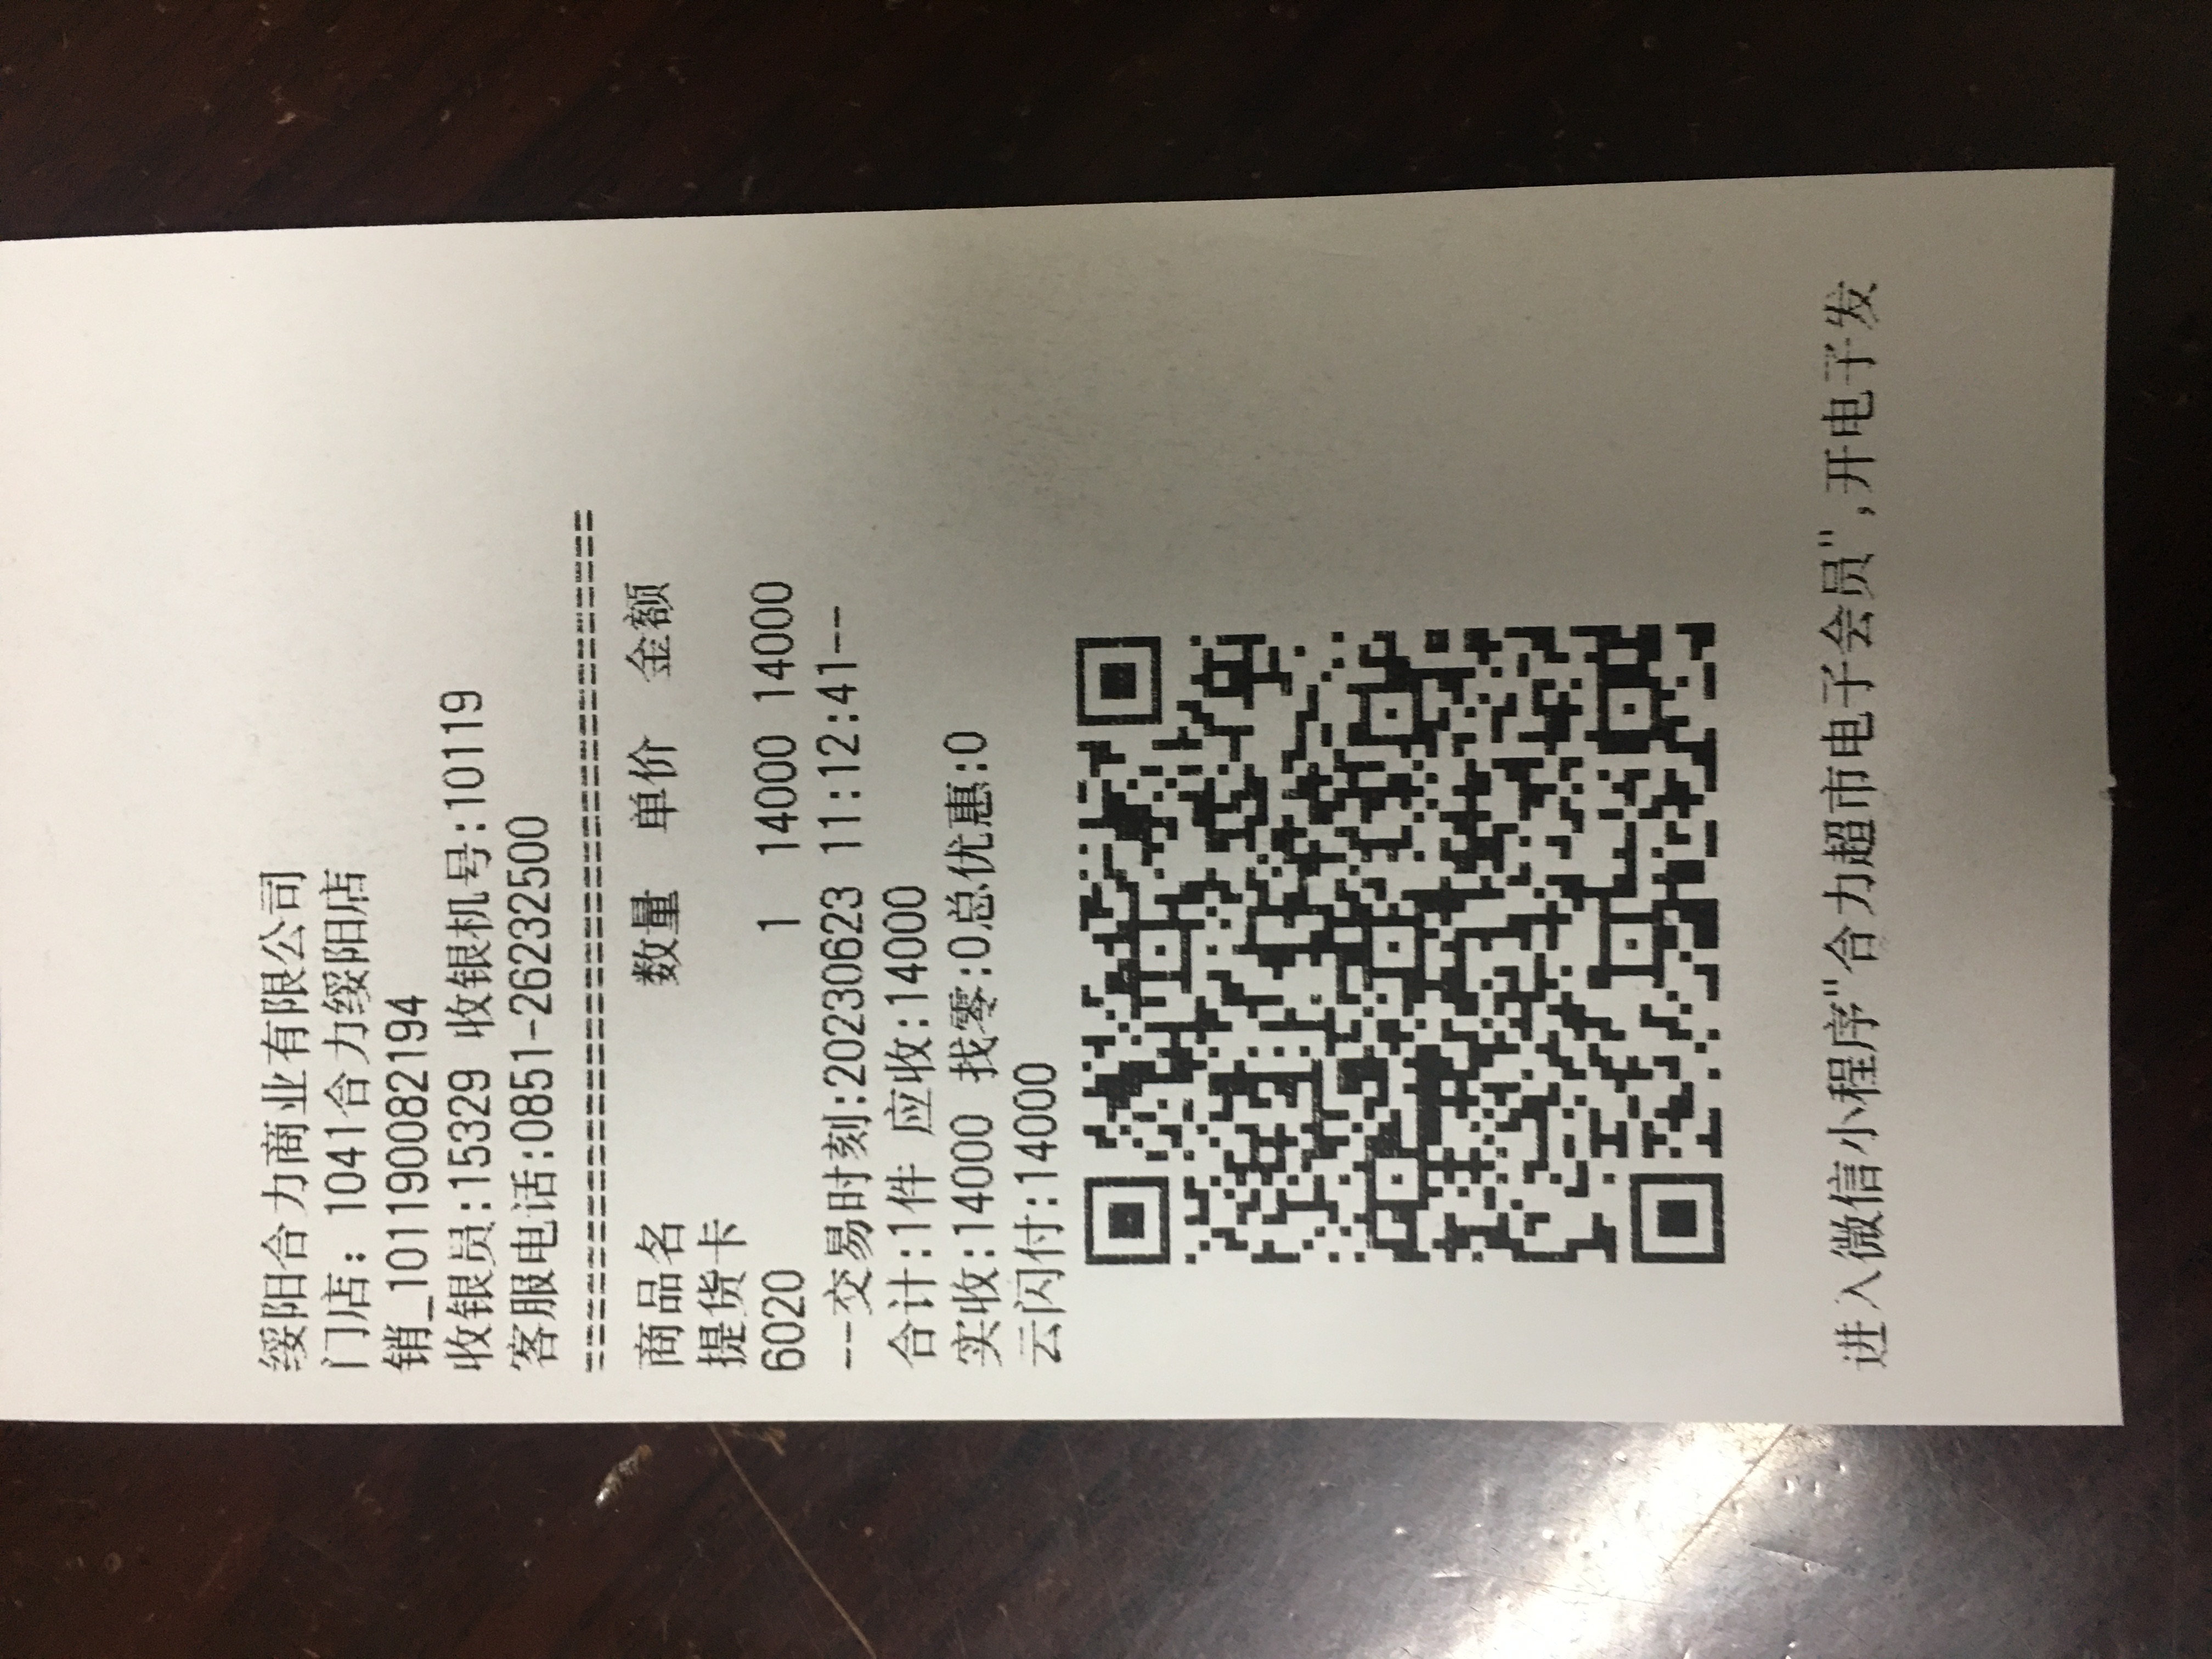 绥阳合力商业有限公司
门店: 1041合力绥阳店
销_1011900082194
收银员:15329 收银机号:10119
客服电话:0851-26232500
========================================
商品名 数量 单价 金额
提货卡
6020 1 14000 14000
--交易时刻:20230623 11:12:41--
合计:1件 应收:14000
实收:14000 找零:0总优惠:0
云闪付:14000
进入微信小程序"合力超市电子会员",开电子发